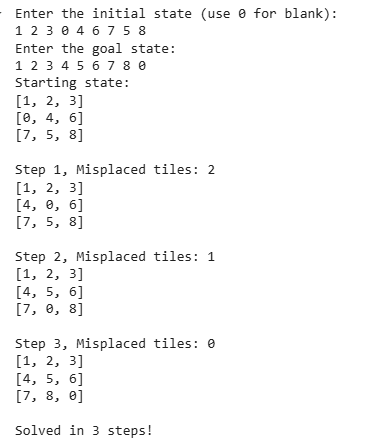 Enter the initial state (use 0 for blank):
1 2 3 0 4 6 7 5 8
Enter the goal state:
1 2 3 4 5 6 7 8 0
Starting state:
[1, 2, 3]
[0, 4, 6]
[7, 5, 8]

Step 1, Misplaced tiles: 2
[1, 2, 3]
[4, 0, 6]
[7, 5, 8]

Step 2, Misplaced tiles: 1
[1, 2, 3]
[4, 5, 6]
[7, 0, 8]

Step 3, Misplaced tiles: 0
[1, 2, 3]
[4, 5, 6]
[7, 8, 0]

Solved in 3 steps!